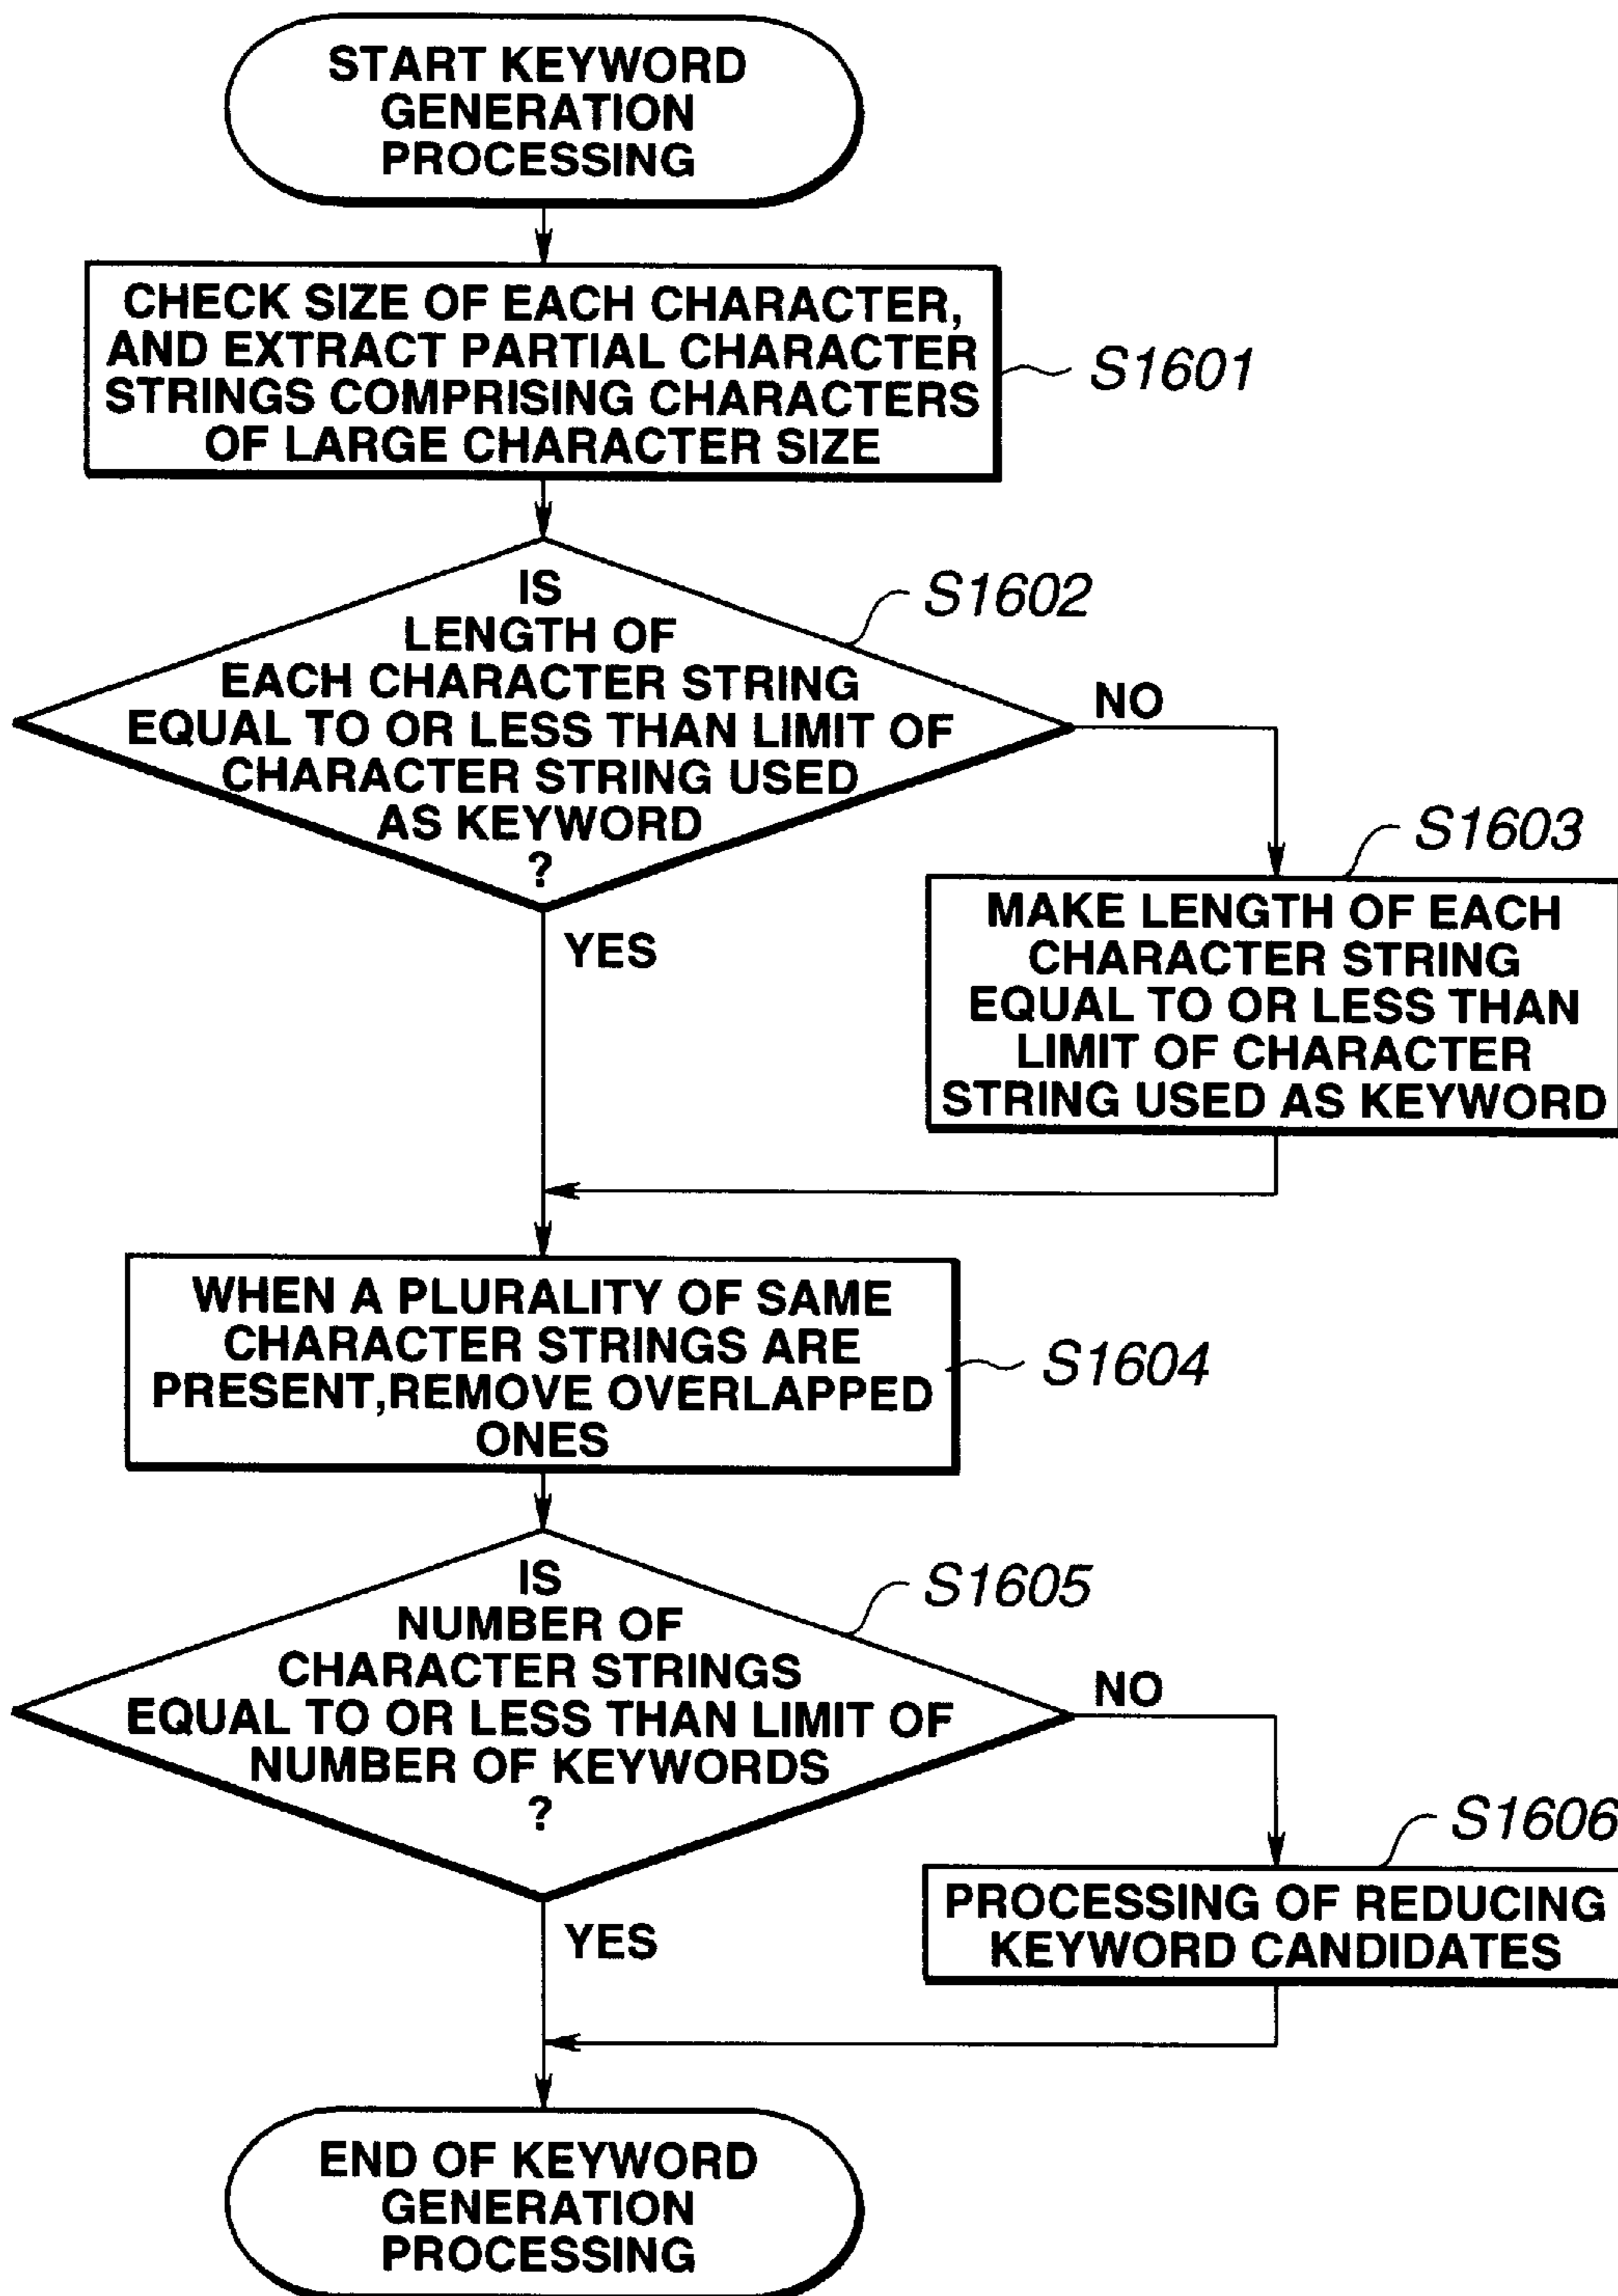 START KEYWORD
GENERATION
PROCESSING
CHECK SIZE OF EACH CHARACTER,
AND EXTRACT PARTIAL CHARACTER
STRINGS COMPRISING CHARACTERS
OF LARGE CHARACTER SIZE
S1601
IS
LENGTH OF
EACH CHARACTER STRING
EQUAL TO OR LESS THAN LIMIT OF
CHARACTER STRING USED
AS KEYWORD
?
S1602
NO
YES
S1603
MAKE LENGTH OF EACH
CHARACTER STRING
EQUAL TO OR LESS THAN
LIMIT OF CHARACTER
STRING USED AS KEYWORD
WHEN A PLURALITY OF SAME
CHARACTER STRINGS ARE
PRESENT,REMOVE OVERLAPPED
ONES
S1604
IS
NUMBER OF
CHARACTER STRINGS
EQUAL TO OR LESS THAN LIMIT OF
NUMBER OF KEYWORDS
?
S1605
NO
YES
S1606
PROCESSING OF REDUCING
KEYWORD CANDIDATES
END OF KEYWORD
GENERATION
PROCESSING